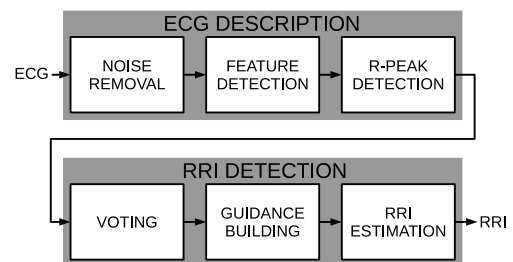 ECG DESCRIPTION
ECG
NOISE
REMOVAL
FEATURE
DETECTION
R-PEAK
DETECTION
RRI DETECTION
VOTING
GUIDANCE
BUILDING
RRI
ESTIMATION
RRI